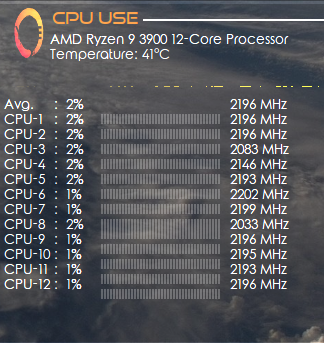 CPU USE
AMD Ryzen 9 3900 12-Core Processor
Temperature: 41°C
Avg. : 2% 2196 MHz
CPU-1 : 2% 2196 MHz
CPU-2 : 2% 2196 MHz
CPU-3 : 2% 2083 MHz
CPU-4 : 2% 2146 MHz
CPU-5 : 2% 2193 MHz
CPU-6 : 1% 2202 MHz
CPU-7 : 1% 2199 MHz
CPU-8 : 2% 2033 MHz
CPU-9 : 1% 2196 MHz
CPU-10 : 1% 2195 MHz
CPU-11 : 1% 2193 MHz
CPU-12 : 1% 2196 MHz